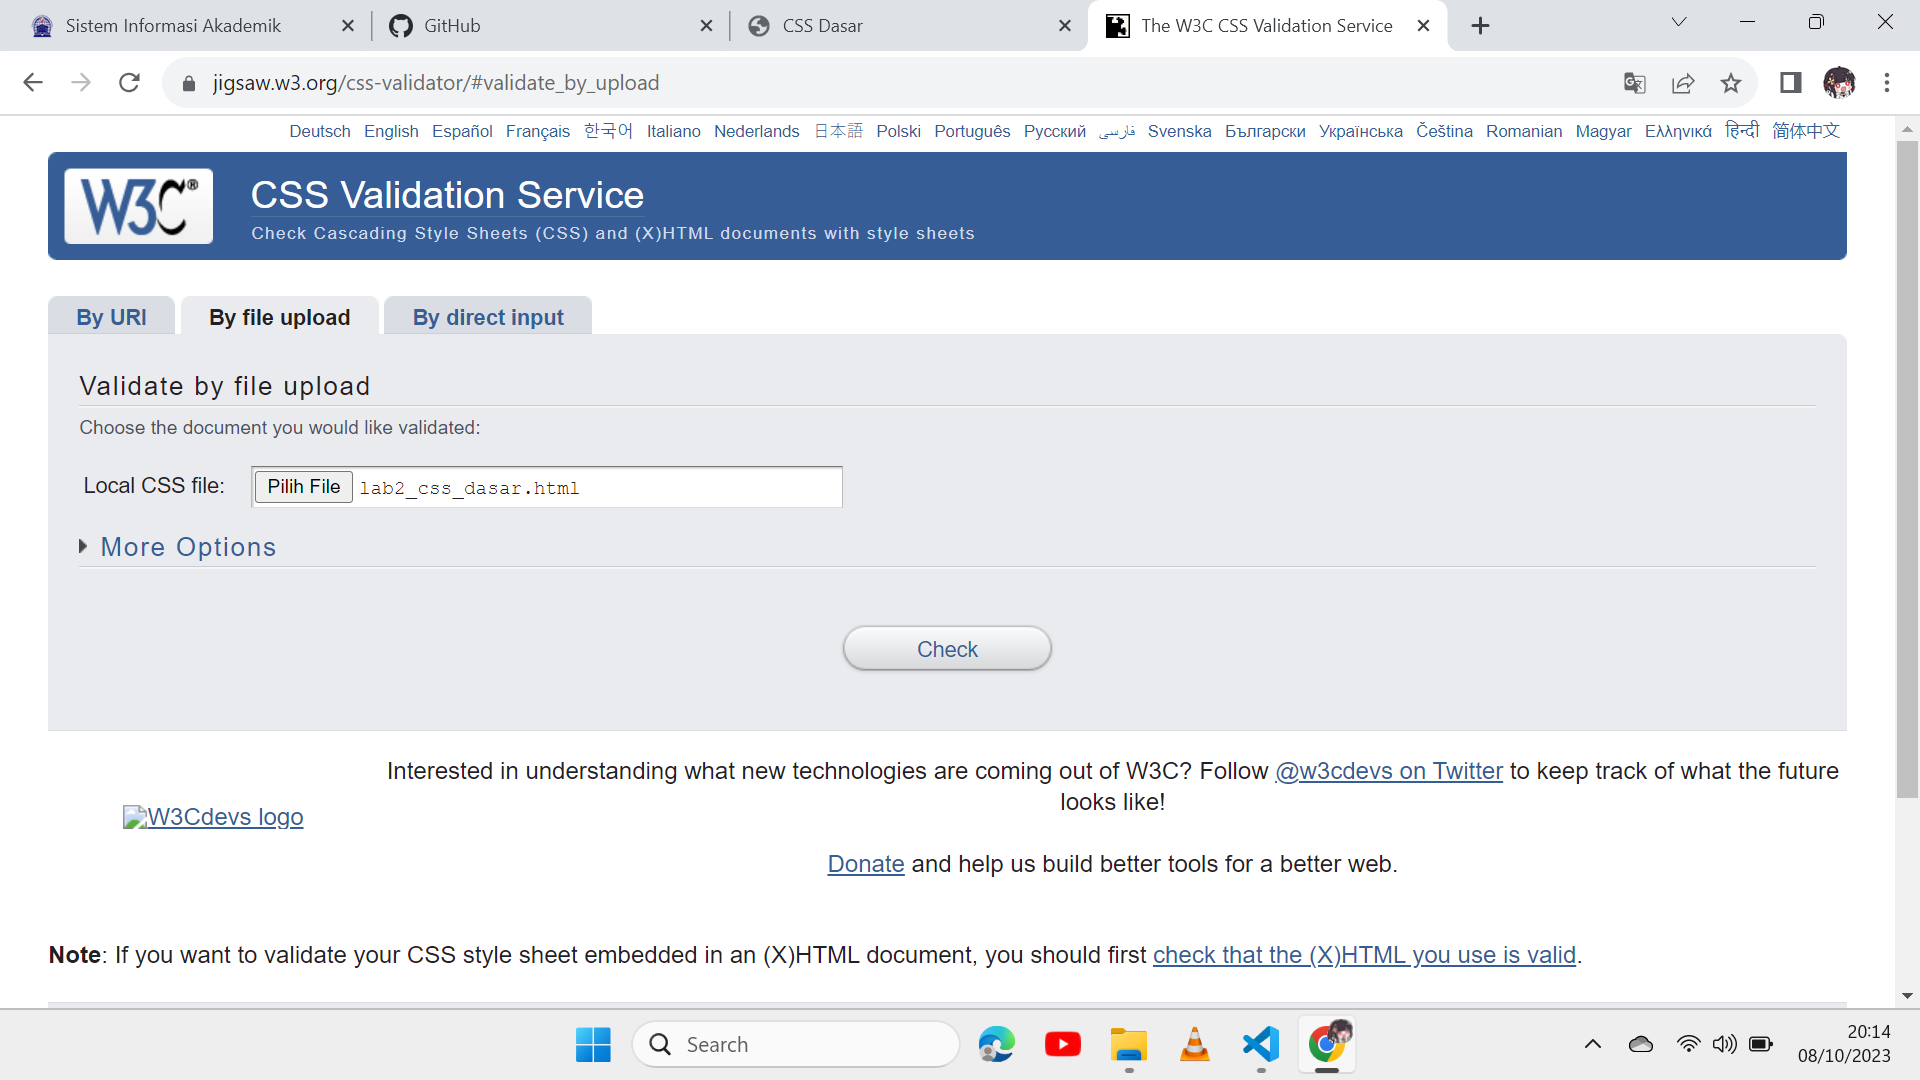 Sistem Informasi Akademik
GitHub
CSS Dasar
The W3C CSS Validation Service
jigsaw.w3.org/css-validator/#validate_by_upload
Deutsch English Español Français 한국어 Italiano Nederlands 日本語 Polski Português Русский فارسی Svenska Български Українська Čeština Romanian Magyar Ελληνικά हिन्दी 简体中文
W3C®
CSS Validation Service
Check Cascading Style Sheets (CSS) and (X)HTML documents with style sheets
By URI
By file upload
By direct input
Validate by file upload
Choose the document you would like validated:
Local CSS file:
Pilih File
lab2_css_dasar.html
More Options
Check
Interested in understanding what new technologies are coming out of W3C? Follow @w3cdevs on Twitter to keep track of what the future
looks like!
W3Cdevs logo
Donate and help us build better tools for a better web.
Note: If you want to validate your CSS style sheet embedded in an (X)HTML document, you should first check that the (X)HTML you use is valid.
Search
20:14
08/10/2023